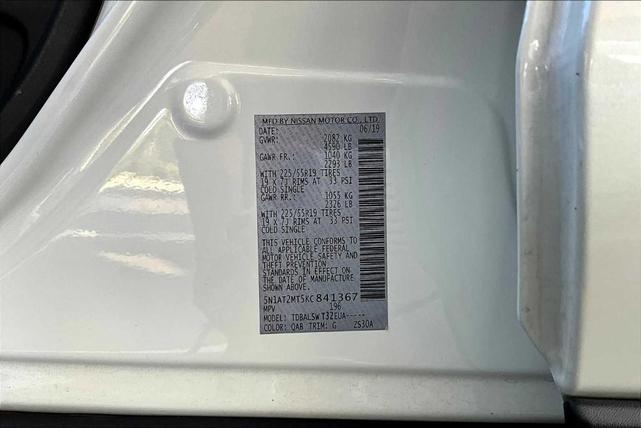 MFD BY NISSAN MOTOR CO., LTD.
DATE: 06/19
GVWR: 2082 KG
4590 LB
GAWR FR.: 1040 KG
2293 LB
WITH 225/55R19 TIRES
19 X 7J RIMS AT 33 PSI
COLD SINGLE
GAWR RR.: 1055 KG
2326 LB
WITH 225/55R19 TIRES
19 X 7J RIMS AT 33 PSI
COLD SINGLE
THIS VEHICLE CONFORMS TO
ALL APPLICABLE FEDERAL
MOTOR VEHICLE SAFETY AND
THEFT PREVENTION
STANDARDS IN EFFECT ON
DATE OF MANUFACTURE
SHOWN ABOVE.
5N1AT2MT5KC841367
MPV 196
MODEL: TDBALSW T32EUA-----
COLOR: QAB TRIM: G ZS30A